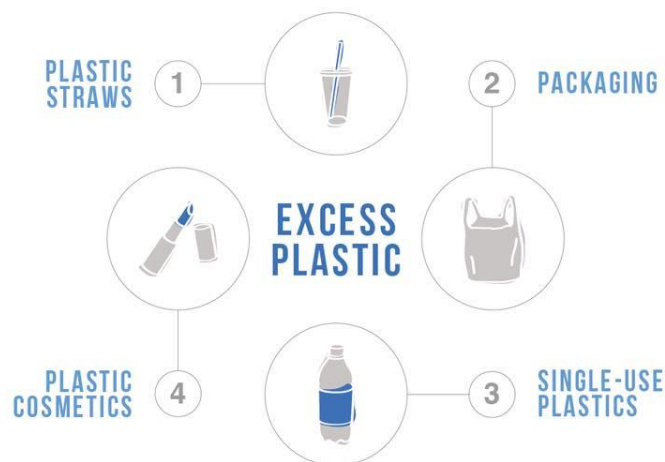 PLASTIC
STRAWS
1
2
PACKAGING
EXCESS
PLASTIC
PLASTIC
COSMETICS
4
3
SINGLE-USE
PLASTICS